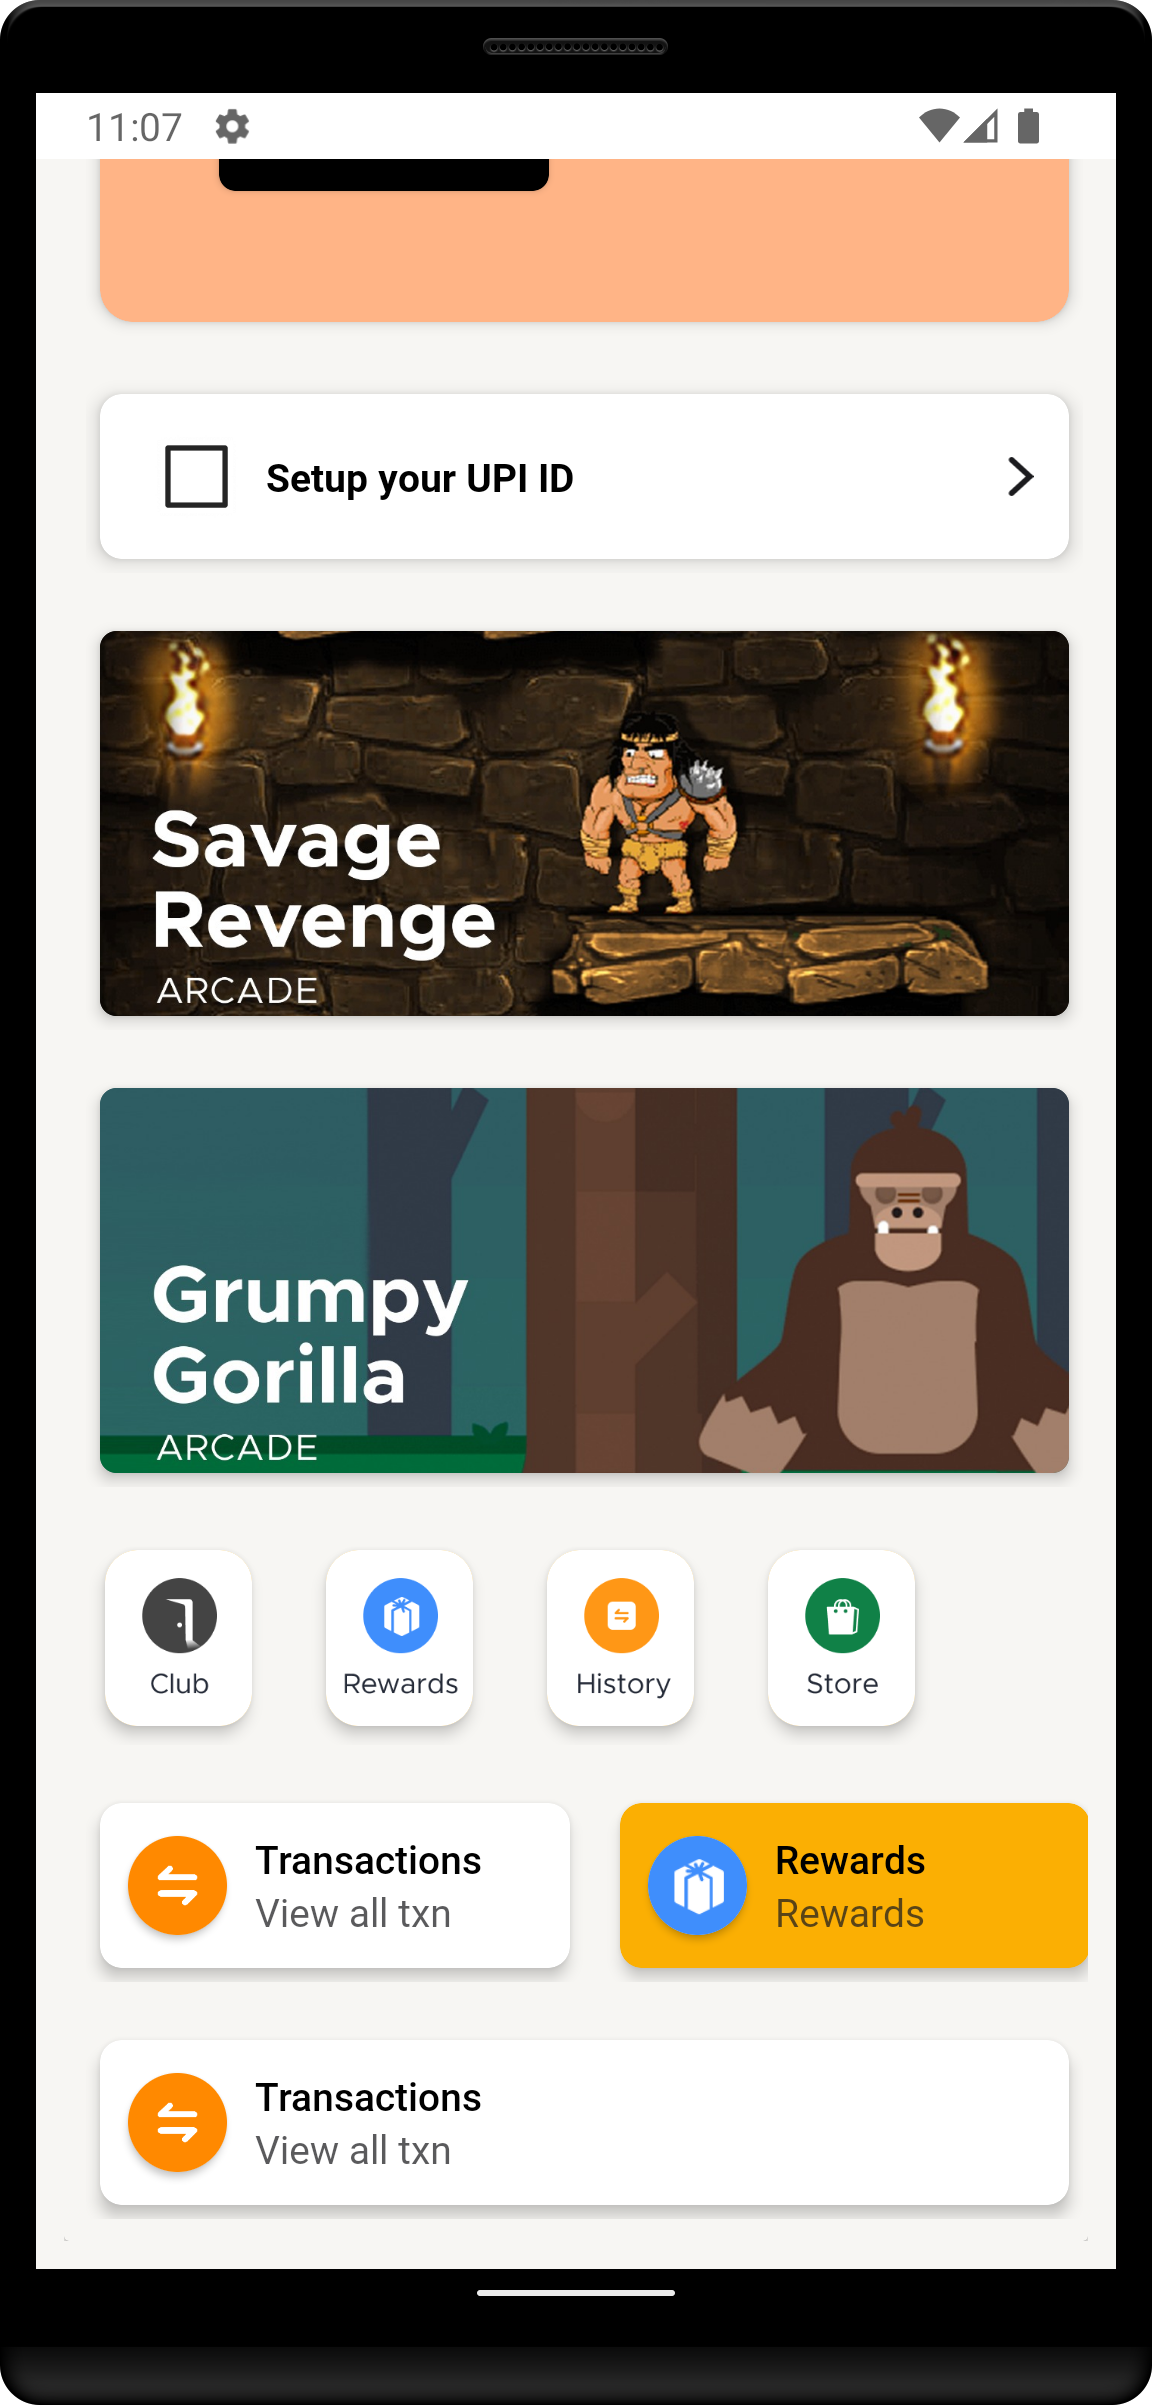 11:07
Setup your UPI ID
Savage
Revenge
ARCADE
Grumpy
Gorilla
ARCADE
Club
Rewards
History
Store
Transactions
View all txn
Rewards
Rewards
Transactions
View all txn